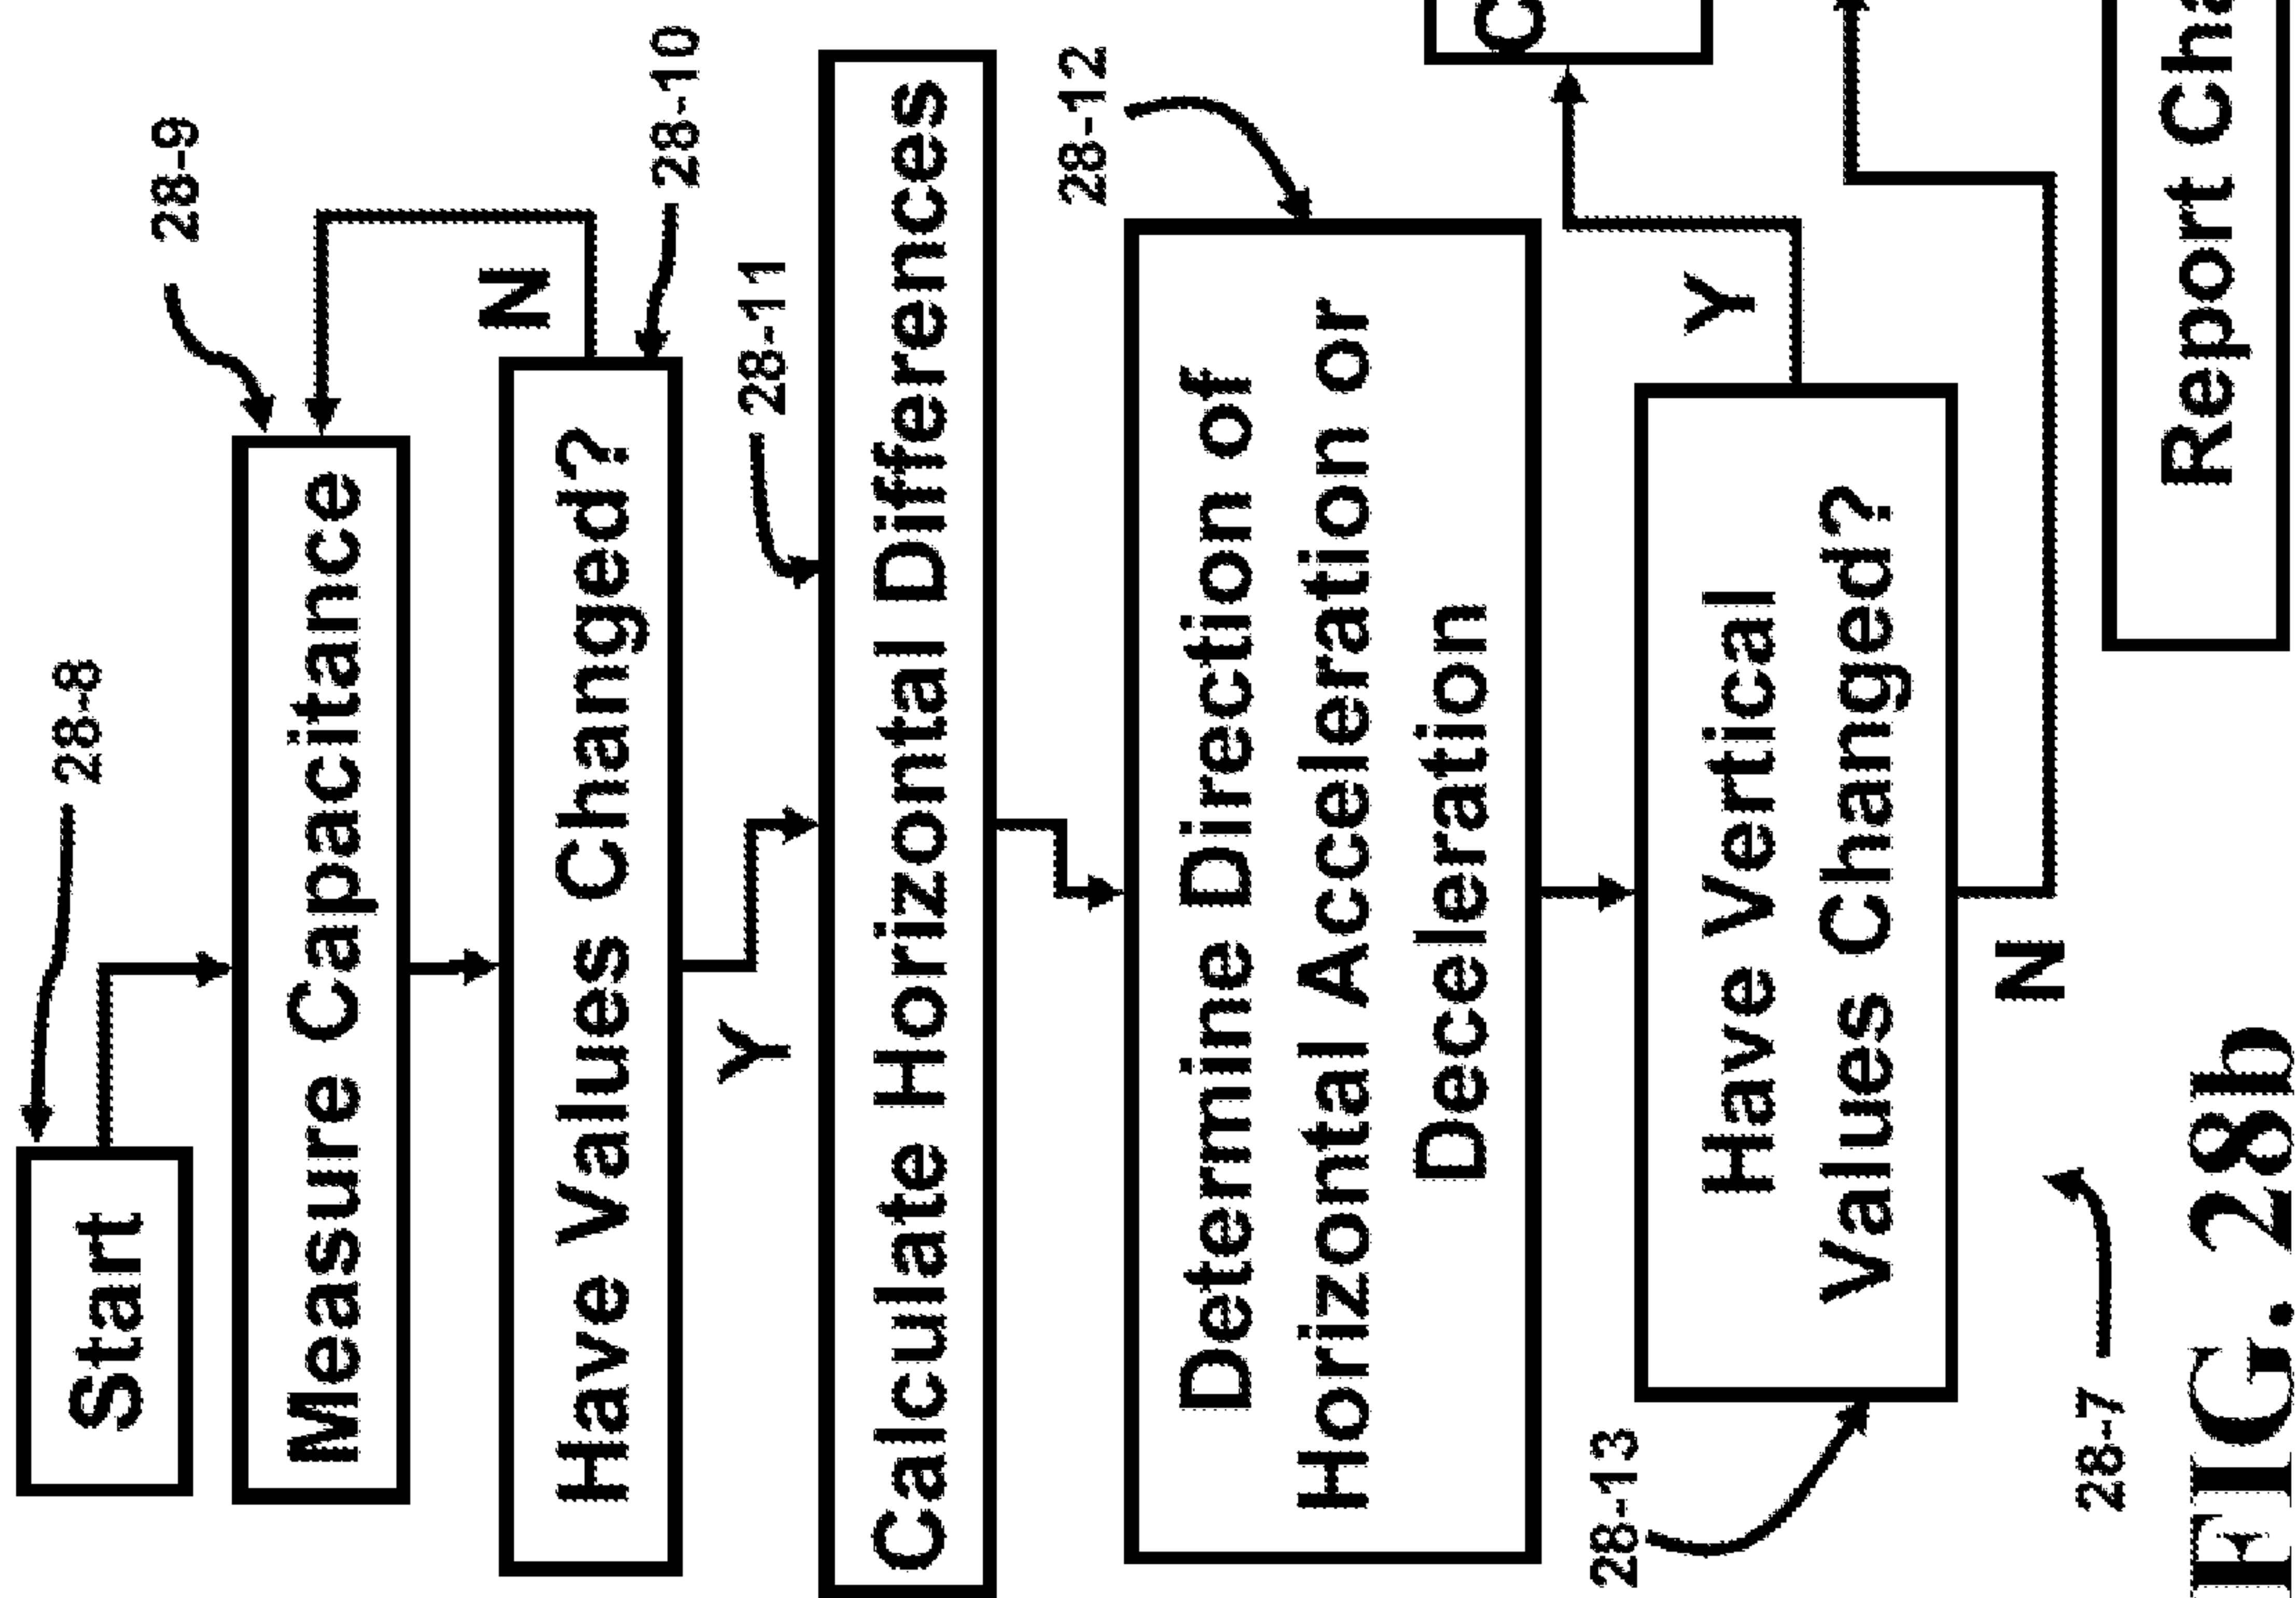 28-8
Start
28-9
Measure Capacitance
N
28-10
Have Values Changed?
Y
28-11
Calculate Horizontal Differences
28-12
Determine Direction of
Horizontal Acceleration or
Deceleration
28-13
Have Vertical
Values Changed?
Y
N
28-7
Report
FIG. 28b